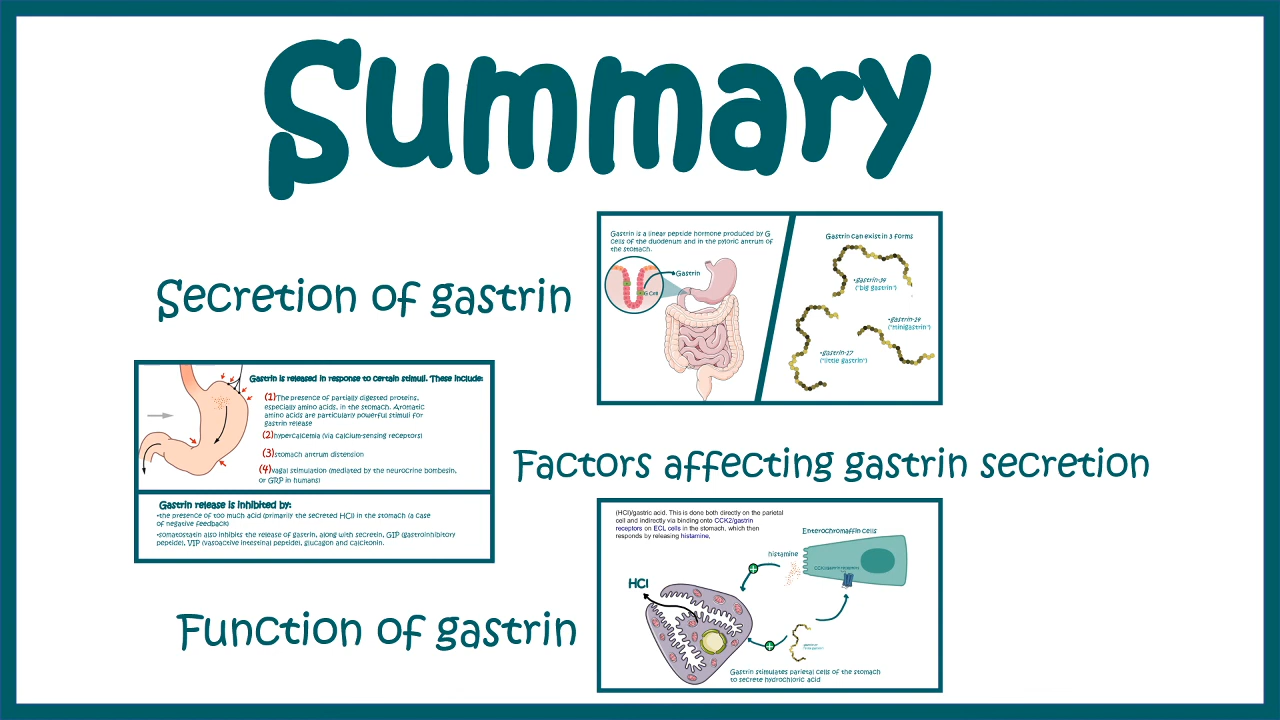 Summary
Secretion of gastrin
Gastrin is a linear peptide hormone produced by G
cells of the duodenum and in the pyloric antrum of
the stomach.
Gastrin
G Cell
Gastrin can exist in 3 forms
•gastrin-34
("big gastrin")
•gastrin-14
("minigastrin")
•gastrin-17
("little gastrin")
Gastrin is released in response to certain stimuli. These include:
(1)The presence of partially digested proteins,
especially amino acids, in the stomach. Aromatic
amino acids are particularly powerful stimuli for
gastrin release
(2)hypercalcemia (via calcium-sensing receptors)
(3)stomach antrum distension
(4)vagal stimulation (mediated by the neurocrine bombesin,
or GRP in humans)
Gastrin release is inhibited by:
•the presence of too much acid (primarily the secreted HCl) in the stomach (a case
of negative feedback)
•somatostatin also inhibits the release of gastrin, along with secretin, GIP (gastroinhibitory
peptide), VIP (vasoactive intestinal peptide), glucagon and calcitonin.
Factors affecting gastrin secretion
Function of gastrin
(HCl)/gastric acid. This is done both directly on the parietal
cell and indirectly via binding onto CCK2/gastrin
receptors on ECL cells in the stomach, which then
responds by releasing histamine,
Enterochromaffin cells
histamine
HCl
Gastrin stimulates parietal cells of the stomach
to secrete hydrochloric acid